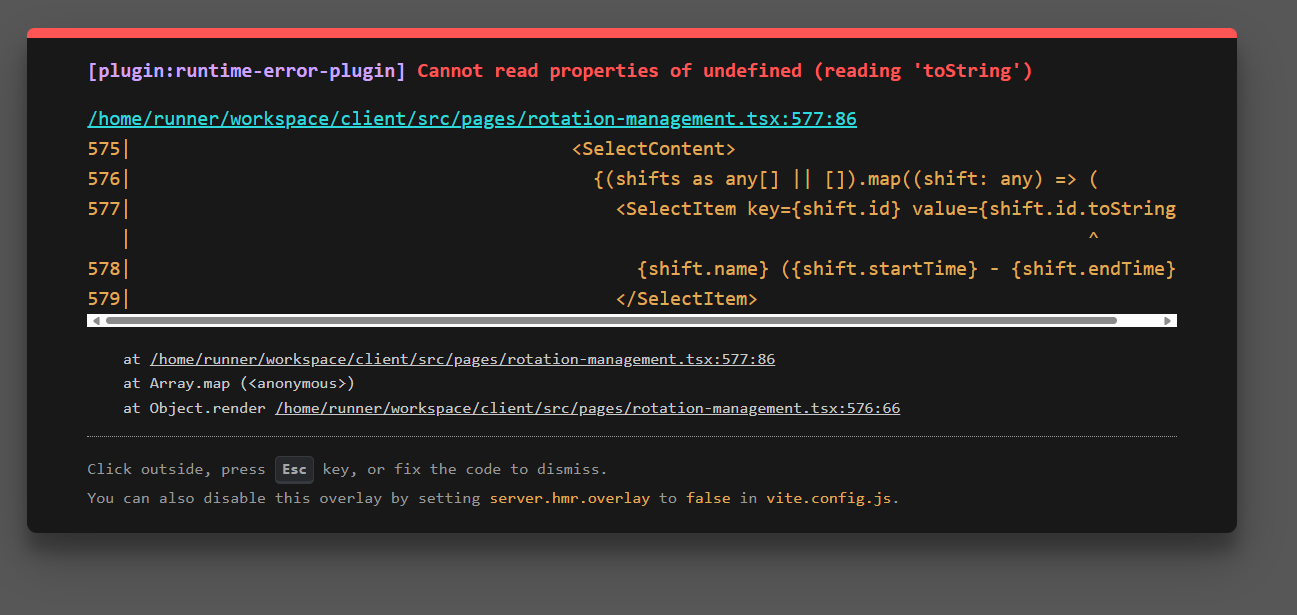 [plugin:runtime-error-plugin] Cannot read properties of undefined (reading 'toString')
/home/runner/workspace/client/src/pages/rotation-management.tsx:577:86
575| <SelectContent>
576| {(shifts as any[] || []).map((shift: any) => (
577| <SelectItem key={shift.id} value={shift.id.toString
| ^
578| {shift.name} ({shift.startTime} - {shift.endTime}
579| </SelectItem>
at /home/runner/workspace/client/src/pages/rotation-management.tsx:577:86
at Array.map (<anonymous>)
at Object.render /home/runner/workspace/client/src/pages/rotation-management.tsx:576:66
Click outside, press Esc key, or fix the code to dismiss.
You can also disable this overlay by setting server.hmr.overlay to false in vite.config.js.